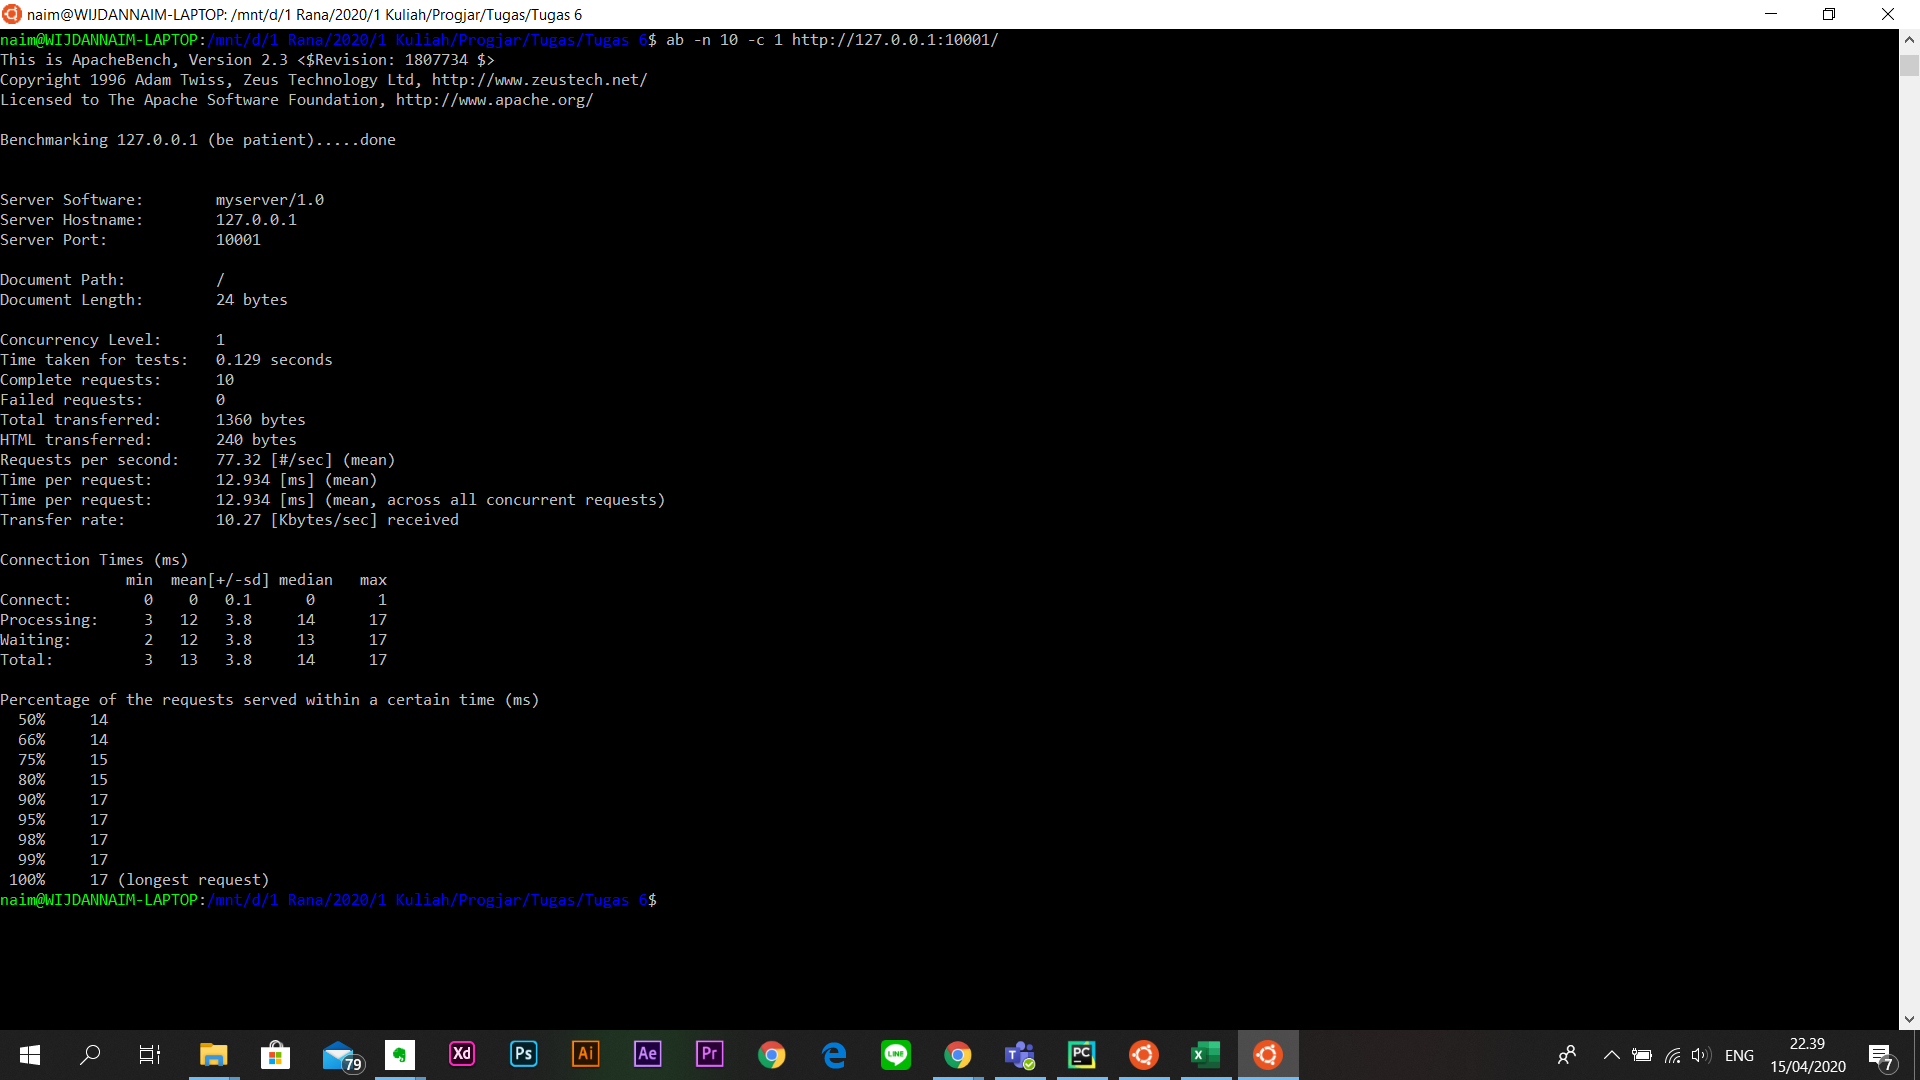 naim@WIJDANNAIM-LAPTOP: /mnt/d/1 Rana/2020/1 Kuliah/Progjar/Tugas/Tugas 6
naim@WIJDANNAIM-LAPTOP:/mnt/d/1 Rana/2020/1 Kuliah/Progjar/Tugas/Tugas 6$ ab -n 10 -c 1 http://127.0.0.1:10001/
This is ApacheBench, Version 2.3 <$Revision: 1807734 $>
Copyright 1996 Adam Twiss, Zeus Technology Ltd, http://www.zeustech.net/
Licensed to The Apache Software Foundation, http://www.apache.org/

Benchmarking 127.0.0.1 (be patient).....done

Server Software:        myserver/1.0
Server Hostname:        127.0.0.1
Server Port:            10001

Document Path:          /
Document Length:        24 bytes

Concurrency Level:      1
Time taken for tests:   0.129 seconds
Complete requests:      10
Failed requests:        0
Total transferred:      1360 bytes
HTML transferred:       240 bytes
Requests per second:    77.32 [#/sec] (mean)
Time per request:       12.934 [ms] (mean)
Time per request:       12.934 [ms] (mean, across all concurrent requests)
Transfer rate:          10.27 [Kbytes/sec] received

Connection Times (ms)
              min  mean[+/-sd] median   max
Connect:        0    0   0.1      0       1
Processing:     3   12   3.8     14      17
Waiting:        2   12   3.8     13      17
Total:          3   13   3.8     14      17

Percentage of the requests served within a certain time (ms)
  50%     14
  66%     14
  75%     15
  80%     15
  90%     17
  95%     17
  98%     17
  99%     17
 100%     17 (longest request)
naim@WIJDANNAIM-LAPTOP:/mnt/d/1 Rana/2020/1 Kuliah/Progjar/Tugas/Tugas 6$
79
Xd
Ps
Ai
Ae
Pr
LINE
PC
ENG
22.39
15/04/2020
7